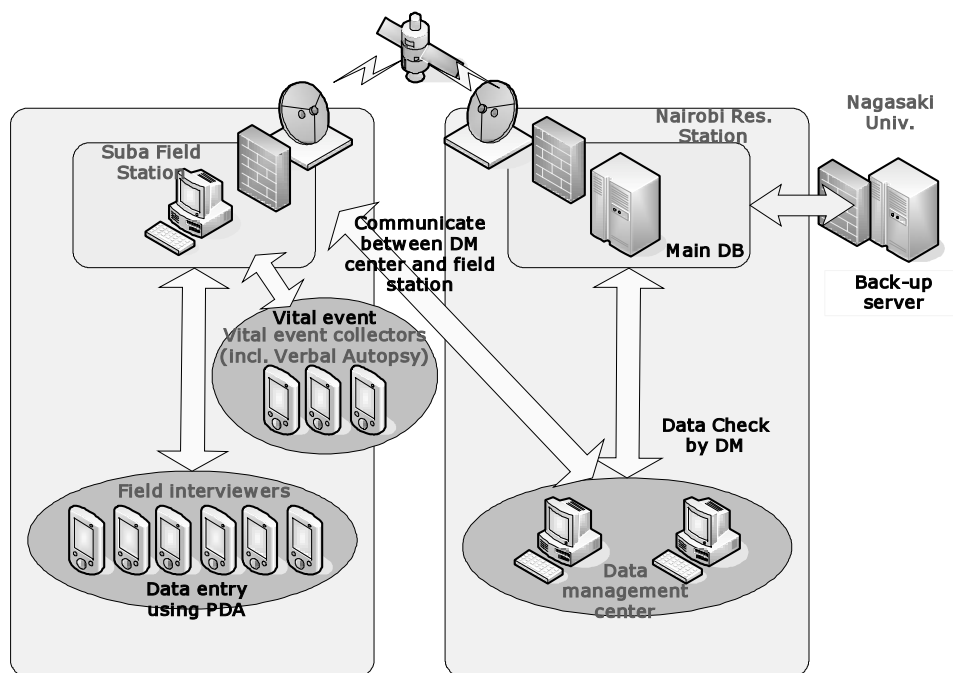 Suba Field
Station
Nairobi Res.
Station
Nagasaki
Univ.
Communicate
between DM
center and field
station
Main DB
Back-up
server
Vital event
Vital event collectors
(incl. Verbal Autopsy)
Data Check
by DM
Field interviewers
Data entry
using PDA
Data
management
center